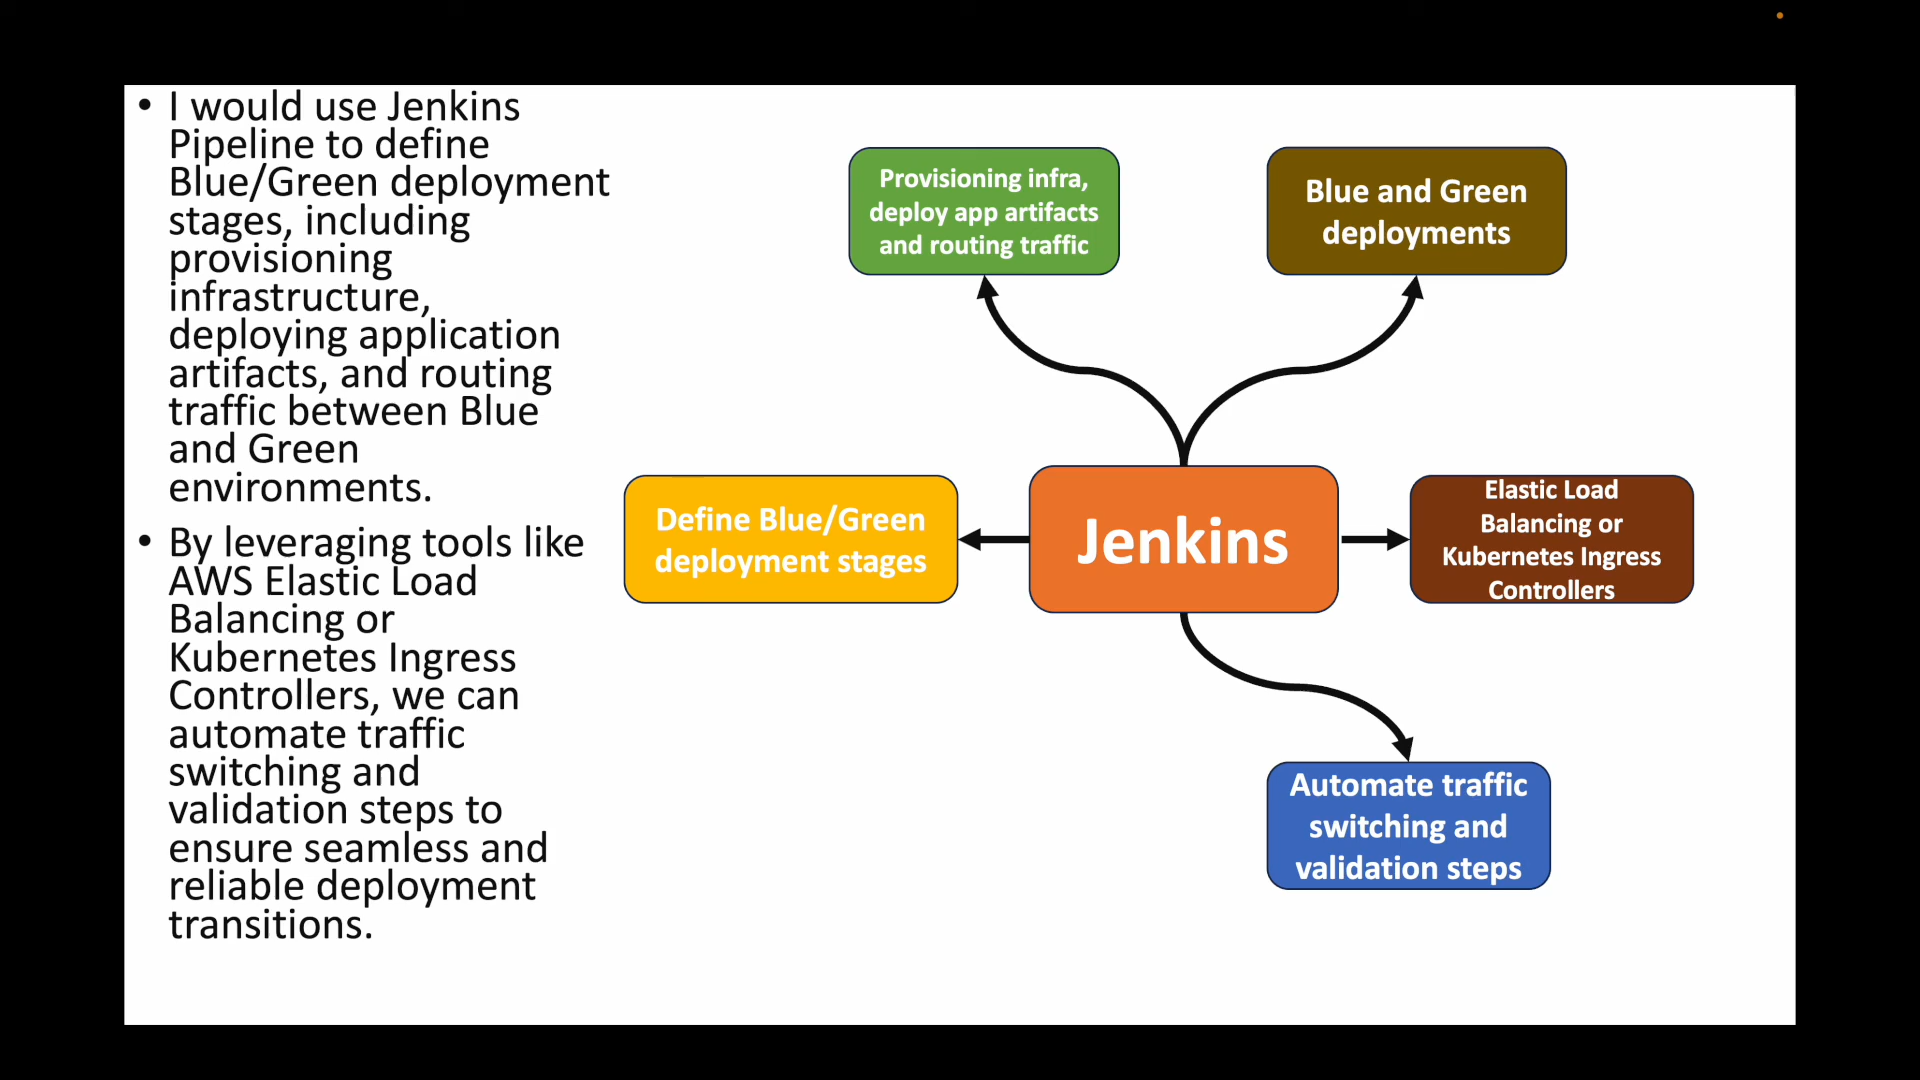 • I would use Jenkins
Pipeline to define
Blue/Green deployment
stages, including
provisioning
infrastructure,
deploying application
artifacts, and routing
traffic between Blue
and Green
environments.
• By leveraging tools like
AWS Elastic Load
Balancing or
Kubernetes Ingress
Controllers, we can
automate traffic
switching and
validation steps to
ensure seamless and
reliable deployment
transitions.
Provisioning infra,
deploy app artifacts
and routing traffic
Blue and Green
deployments
Define Blue/Green
deployment stages
Jenkins
Elastic Load
Balancing or
Kubernetes Ingress
Controllers
Automate traffic
switching and
validation steps